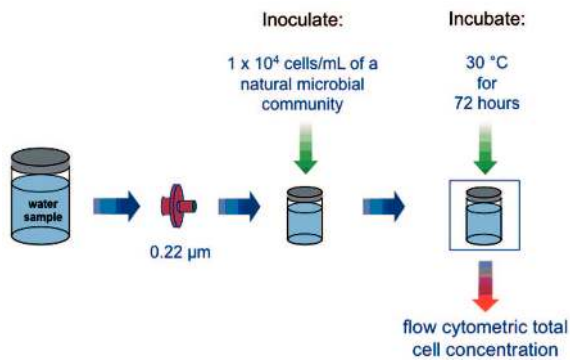 Inoculate:
1 x 10⁴ cells/mL of a
natural microbial
community
Incubate:
30 °C
for
72 hours
water
sample
0.22 µm
flow cytometric total
cell concentration